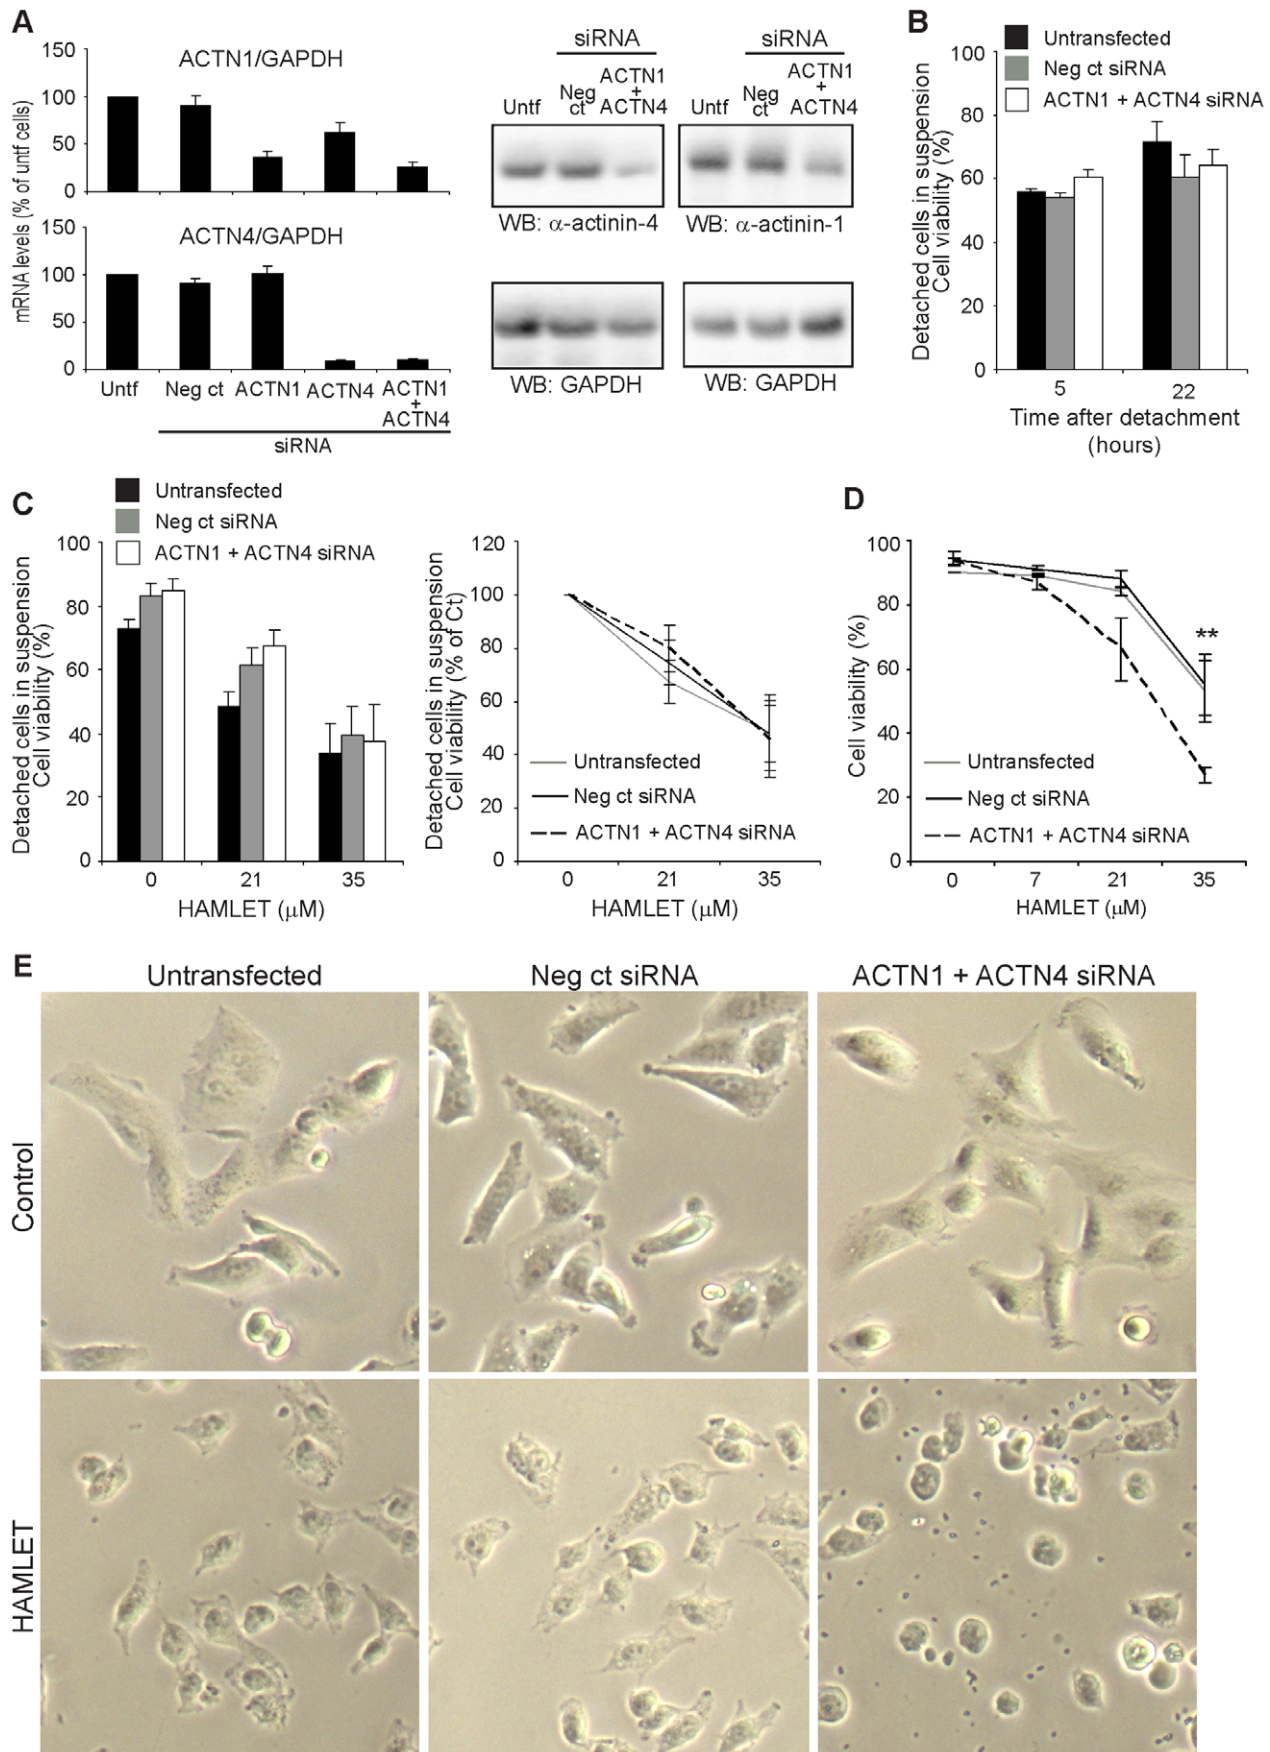 A
ACTN1/GAPDH
150
100
50
0
mRNA levels (% of untf cells)
ACTN4/GAPDH
150
100
50
0
Untf
Neg ct
ACTN1
ACTN4
ACTN1
+
ACTN4
siRNA
siRNA
Untf
Neg
ct
ACTN1
+
ACTN4
WB: α-actinin-4
WB: GAPDH
siRNA
Untf
Neg
ct
ACTN1
+
ACTN4
WB: α-actinin-1
WB: GAPDH
B
Untransfected
Neg ct siRNA
ACTN1 + ACTN4 siRNA
Detached cells in suspension
Cell viability (%)
100
80
60
40
20
0
5
22
Time after detachment
(hours)
C
Untransfected
Neg ct siRNA
ACTN1 + ACTN4 siRNA
Detached cells in suspension
Cell viability (%)
100
80
60
40
20
0
0
21
35
HAMLET (µM)
Detached cells in suspension
Cell viability (% of Ct)
120
100
80
60
40
20
0
Untransfected
Neg ct siRNA
ACTN1 + ACTN4 siRNA
0
21
35
HAMLET (µM)
D
Cell viability (%)
100
80
60
40
20
0
**
Untransfected
Neg ct siRNA
ACTN1 + ACTN4 siRNA
0
7
21
35
HAMLET (µM)
E
Untransfected
Neg ct siRNA
ACTN1 + ACTN4 siRNA
Control
HAMLET